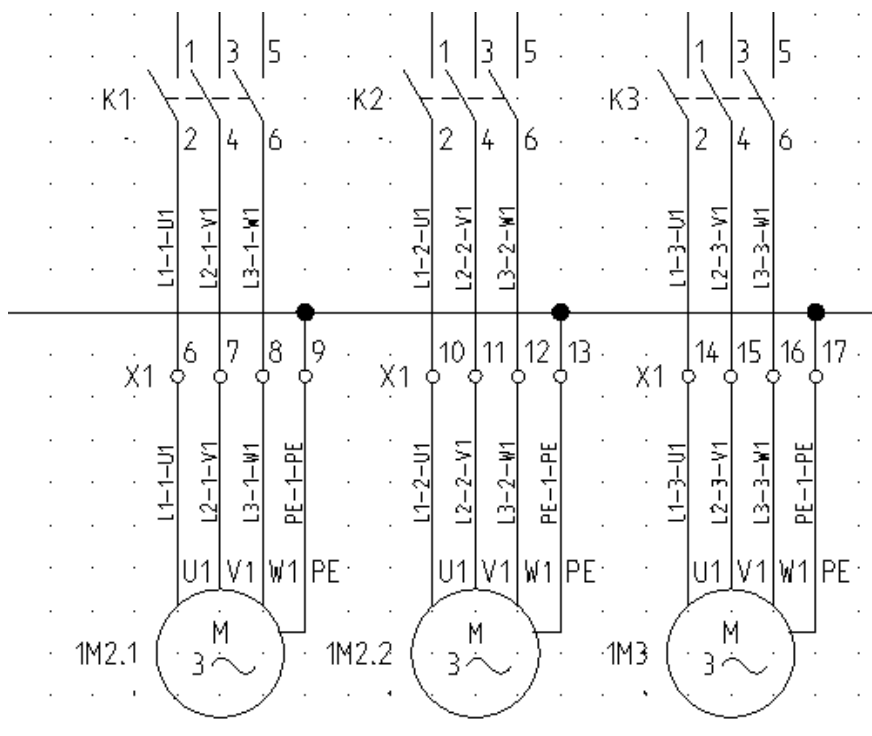 1 3 5 1 3 5 1 3 5
K1 K2 K3
2 4 6 2 4 6 2 4 6
L1-1-U1 L2-1-V1 L3-1-W1 L1-2-U1 L2-2-V1 L3-2-W1 L1-3-U1 L2-3-V1 L3-3-W1
6 7 8 9 10 11 12 13 14 15 16 17
X1 X1 X1
L1-1-U1 L2-1-V1 L3-1-W1 PE-1-PE L1-2-U1 L2-2-V1 L3-2-W1 PE-1-PE L1-3-U1 L2-3-V1 L3-3-W1 PE-1-PE
U1 V1 W1 PE U1 V1 W1 PE U1 V1 W1 PE
M M M
1M2.1 3~ 1M2.2 3~ 1M3 3~